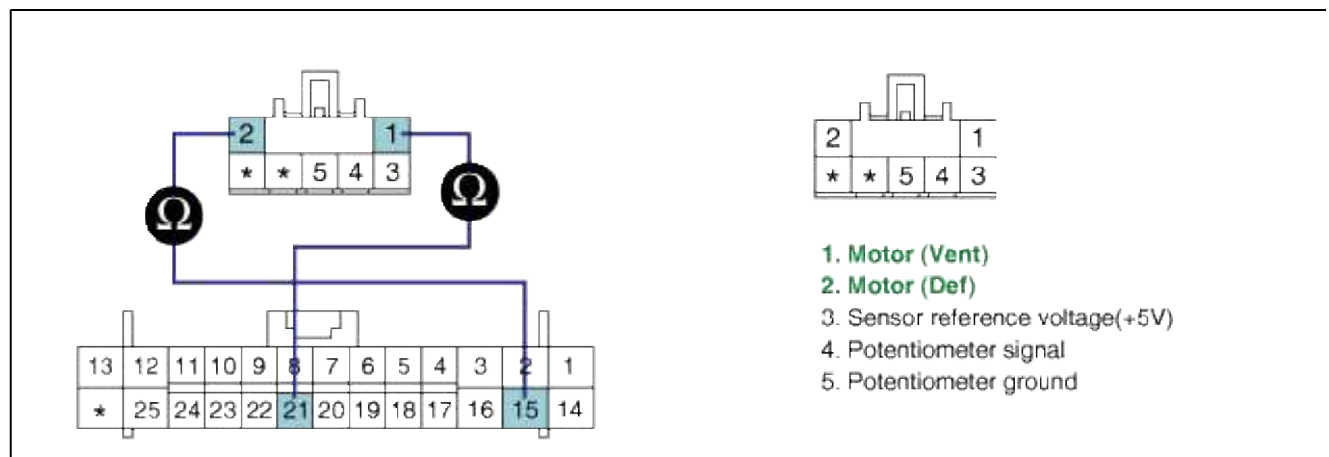 2 1
* * 5 4 3
Ω Ω
13 12 11 10 9 8 7 6 5 4 3 2 1
* 25 24 23 22 21 20 19 18 17 16 15 14
2 1
* * 5 4 3
1. Motor (Vent)
2. Motor (Def)
3. Sensor reference voltage(+5V)
4. Potentiometer signal
5. Potentiometer ground